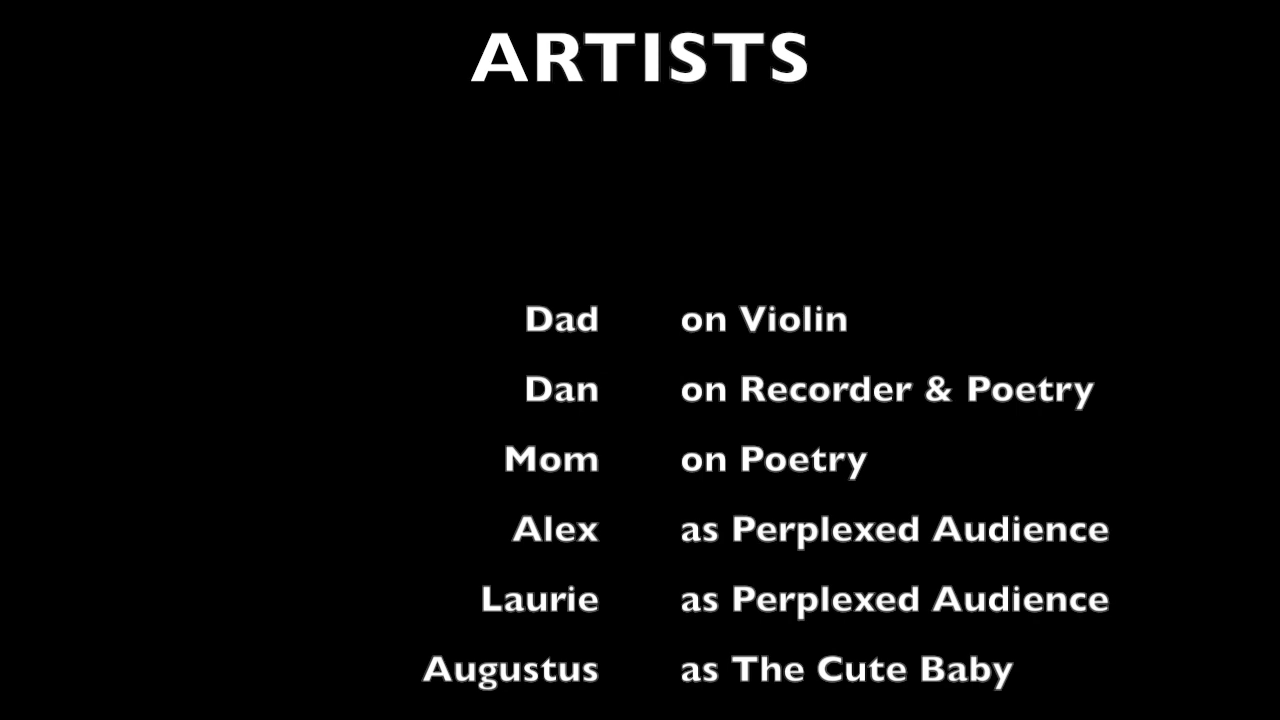 ARTISTS
Dad on Violin
Dan on Recorder & Poetry
Mom on Poetry
Alex as Perplexed Audience
Laurie as Perplexed Audience
Augustus as The Cute Baby